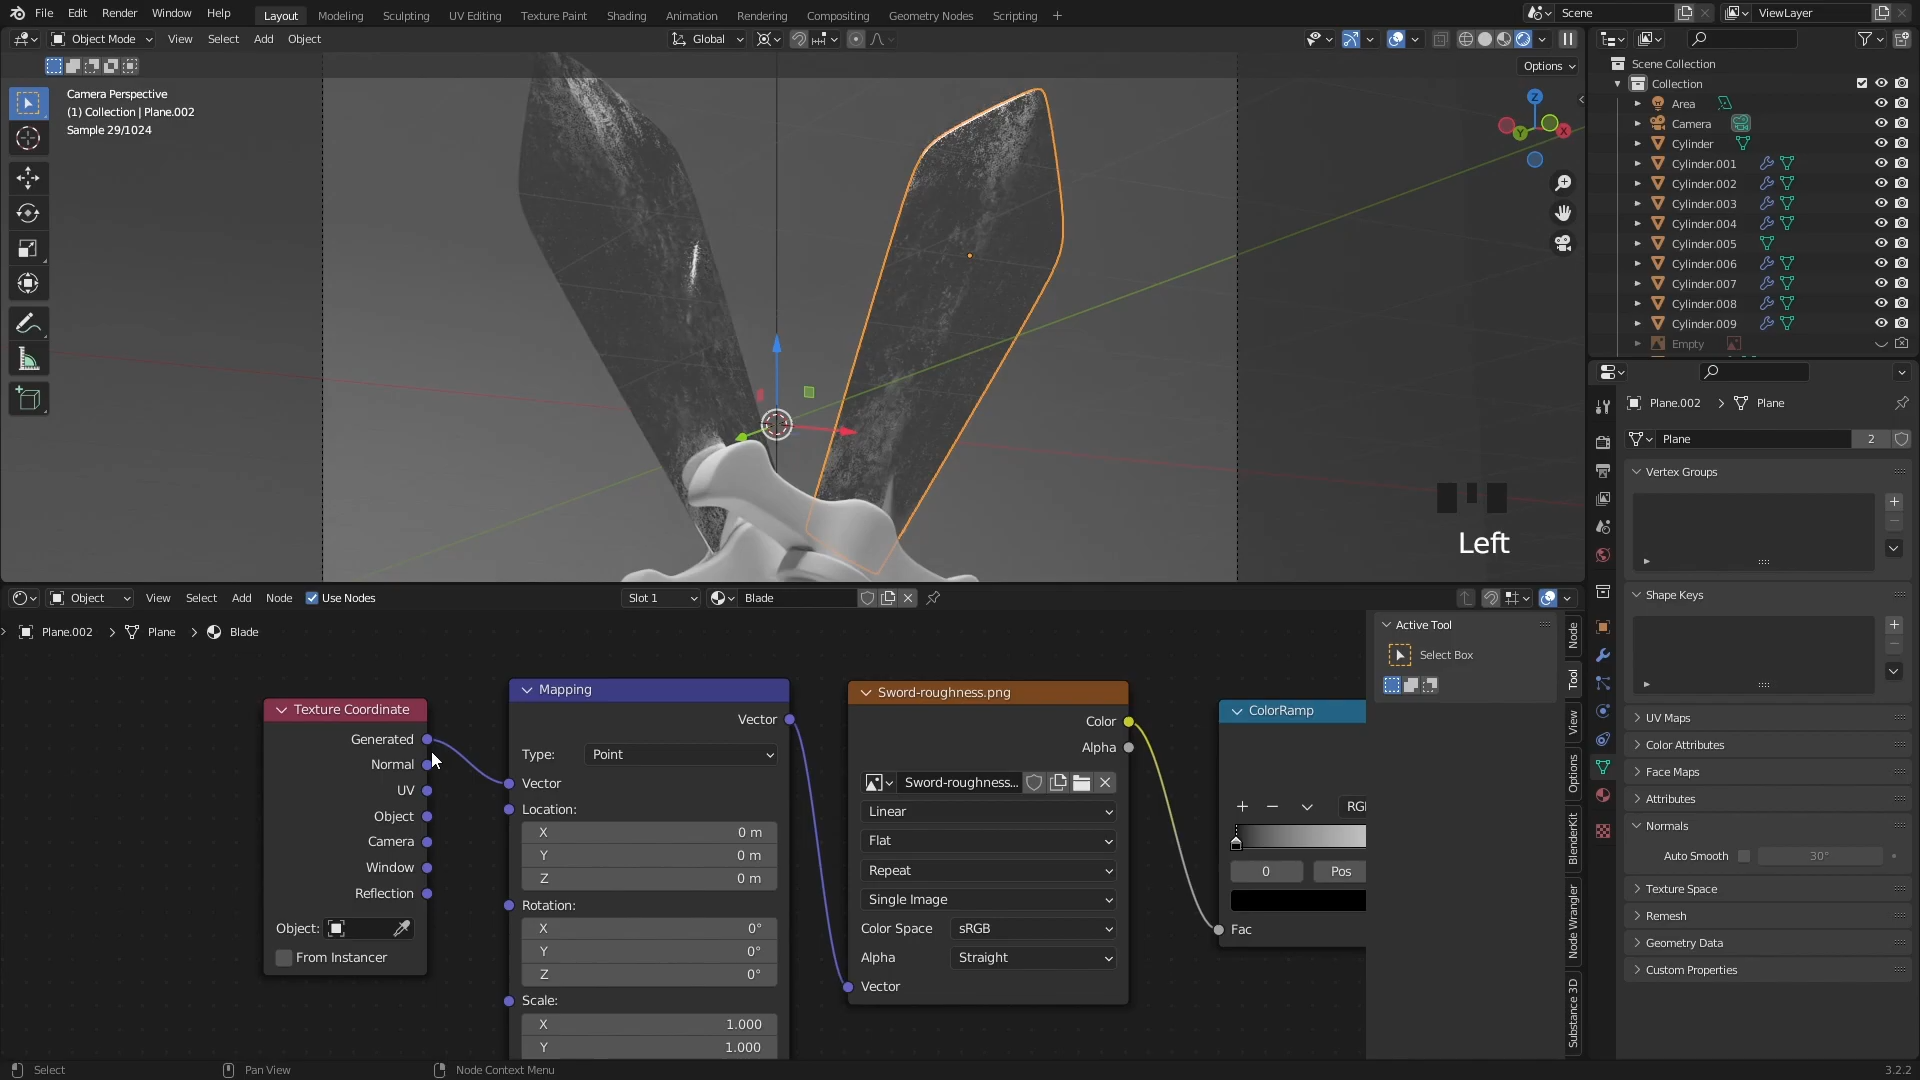 File Edit Render Window Help Layout Modeling Sculpting UV Editing Texture Paint Shading Animation Rendering Compositing Geometry Nodes Scripting + Scene ViewLayer
Object Mode View Select Add Object Global
Options
Camera Perspective
(1) Collection | Plane.002
Sample 29/1024
Z
Y
X
Left
Scene Collection
Collection
Area
Camera
Cylinder
Cylinder.001
Cylinder.002
Cylinder.003
Cylinder.004
Cylinder.005
Cylinder.006
Cylinder.007
Cylinder.008
Cylinder.009
Empty
Plane.002 > Plane
Plane 2
Vertex Groups
Shape Keys
UV Maps
Color Attributes
Face Maps
Attributes
Normals
Auto Smooth 30°
Texture Space
Remesh
Geometry Data
Custom Properties
Object View Select Add Node Use Nodes Slot 1 Blade
Plane.002 > Plane > Blade
Texture Coordinate
Generated
Normal
UV
Object
Camera
Window
Reflection
Object:
From Instancer
Mapping
Vector
Type: Point
Vector
Location:
X 0 m
Y 0 m
Z 0 m
Rotation:
X 0°
Y 0°
Z 0°
Scale:
X 1.000
Y 1.000
Sword-roughness.png
Color
Alpha
Sword-roughness...
Linear
Flat
Repeat
Single Image
Color Space sRGB
Alpha Straight
Vector
ColorRamp
RGI
0 Pos
Fac
Active Tool
Select Box
Node
Tool
View
Options
BlenderKit
Node Wrangler
Substance 3D
Select Pan View Node Context Menu 3.2.2